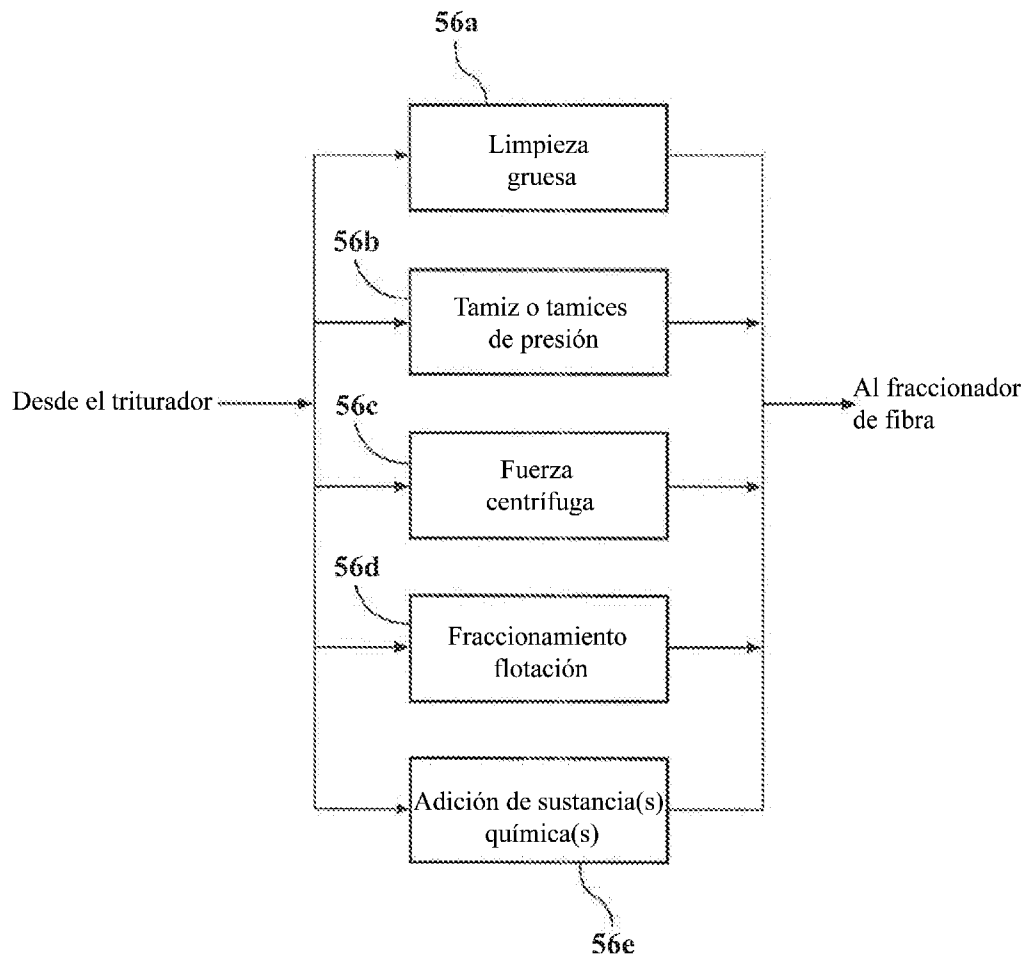 56a
Limpieza
gruesa
56b
Tamiz o tamices
de presión
Desde el triturador
56c
Al fraccionador
de fibra
Fuerza
centrífuga
56d
Fraccionamiento
flotación
Adición de sustancia(s)
química(s)
56e